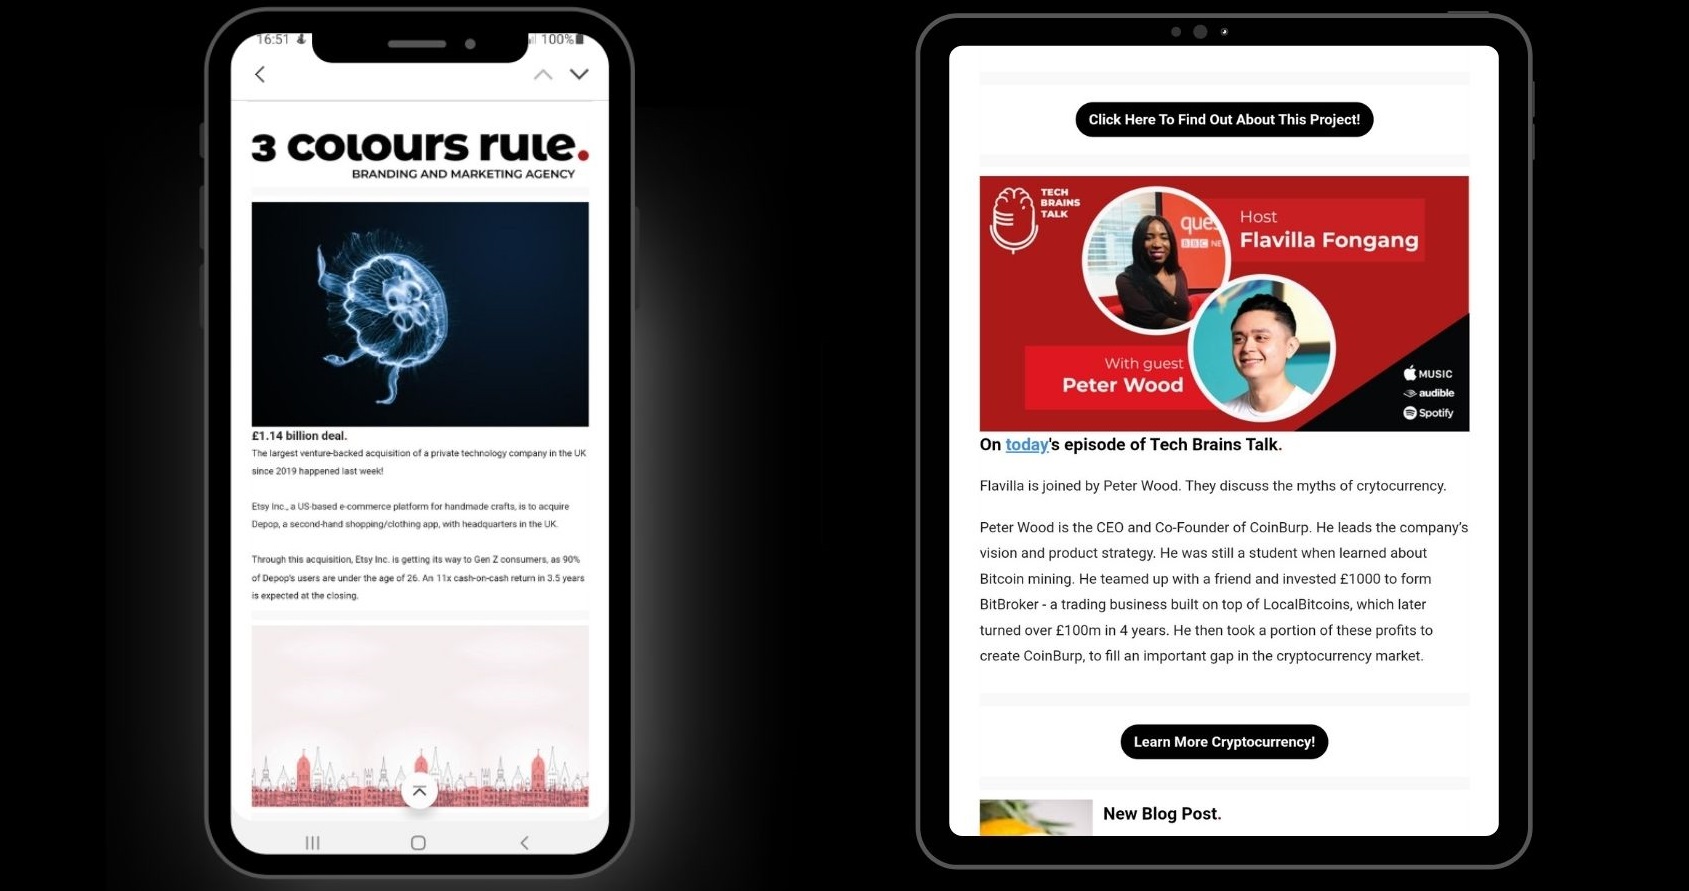 16:51
100%
3 colours rule.
BRANDING AND MARKETING AGENCY
£1.14 billion deal.
The largest venture-backed acquisition of a private technology company in the UK
since 2019 happened last week!
Etsy Inc., a US-based e-commerce platform for handmade crafts, is to acquire
Depop, a second-hand shopping/clothing app, with headquarters in the UK.
Through this acquisition, Etsy Inc. is getting its way to Gen Z consumers, as 90%
of Depop's users are under the age of 26. An 11x cash-on-cash return in 3.5 years
is expected at the closing.
Click Here To Find Out About This Project!
TECH
BRAINS
TALK
ques
BBC NE
Host
Flavilla Fongang
With guest
Peter Wood
MUSIC
audible
Spotify
On today's episode of Tech Brains Talk.
Flavilla is joined by Peter Wood. They discuss the myths of crytocurrency.
Peter Wood is the CEO and Co-Founder of CoinBurp. He leads the company's
vision and product strategy. He was still a student when learned about
Bitcoin mining. He teamed up with a friend and invested £1000 to form
BitBroker - a trading business built on top of LocalBitcoins, which later
turned over £100m in 4 years. He then took a portion of these profits to
create CoinBurp, to fill an important gap in the cryptocurrency market.
Learn More Cryptocurrency!
New Blog Post.